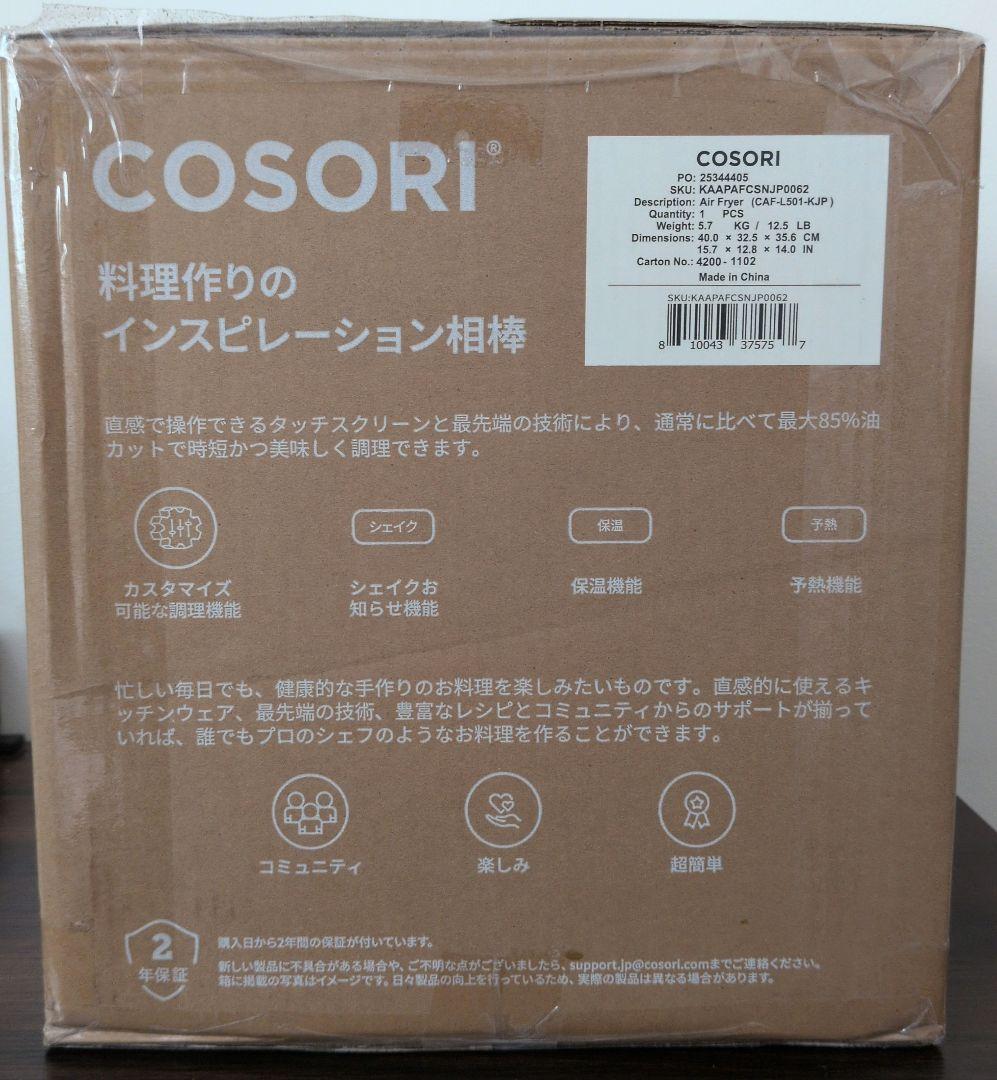 COSORI®
料理作りの
インスピレーション相棒
COSORI
PO: 25344405
SKU: KAAPAFCSNJP0062
Description: Air Fryer (CAF-L501-KJP)
Quantity: 1 PCS
Weight: 5.7 KG / 12.5 LB
Dimensions: 40.0 × 32.5 × 35.6 CM
15.7 × 12.8 × 14.0 IN
Carton No.: 4200 - 1102
Made in China
SKU:KAAPAFCSNJP0062
8 10043 37575 7
直感で操作できるタッチスクリーンと最先端の技術により、通常に比べて最大85%油
カットで時短かつ美味しく調理できます。
シェイク
保温
予熱
カスタマイズ
可能な調理機能
シェイクお
知らせ機能
保温機能
予熱機能
忙しい毎日でも、健康的な手作りのお料理を楽しみたいものです。直感的に使えるキ
ッチンウェア、最先端の技術、豊富なレシピとコミュニティからのサポートが揃って
いれば、誰でもプロのシェフのようなお料理を作ることができます。
コミュニティ
楽しみ
超簡単
2
年保証
購入日から2年間の保証が付いています。
新しい製品に不具合がある場合や、ご不明な点がございましたら、support.jp@cosori.comまでご連絡ください。
箱に掲載の写真はイメージです。日々製品の向上を行っているため、実際の製品は異なる場合があります。